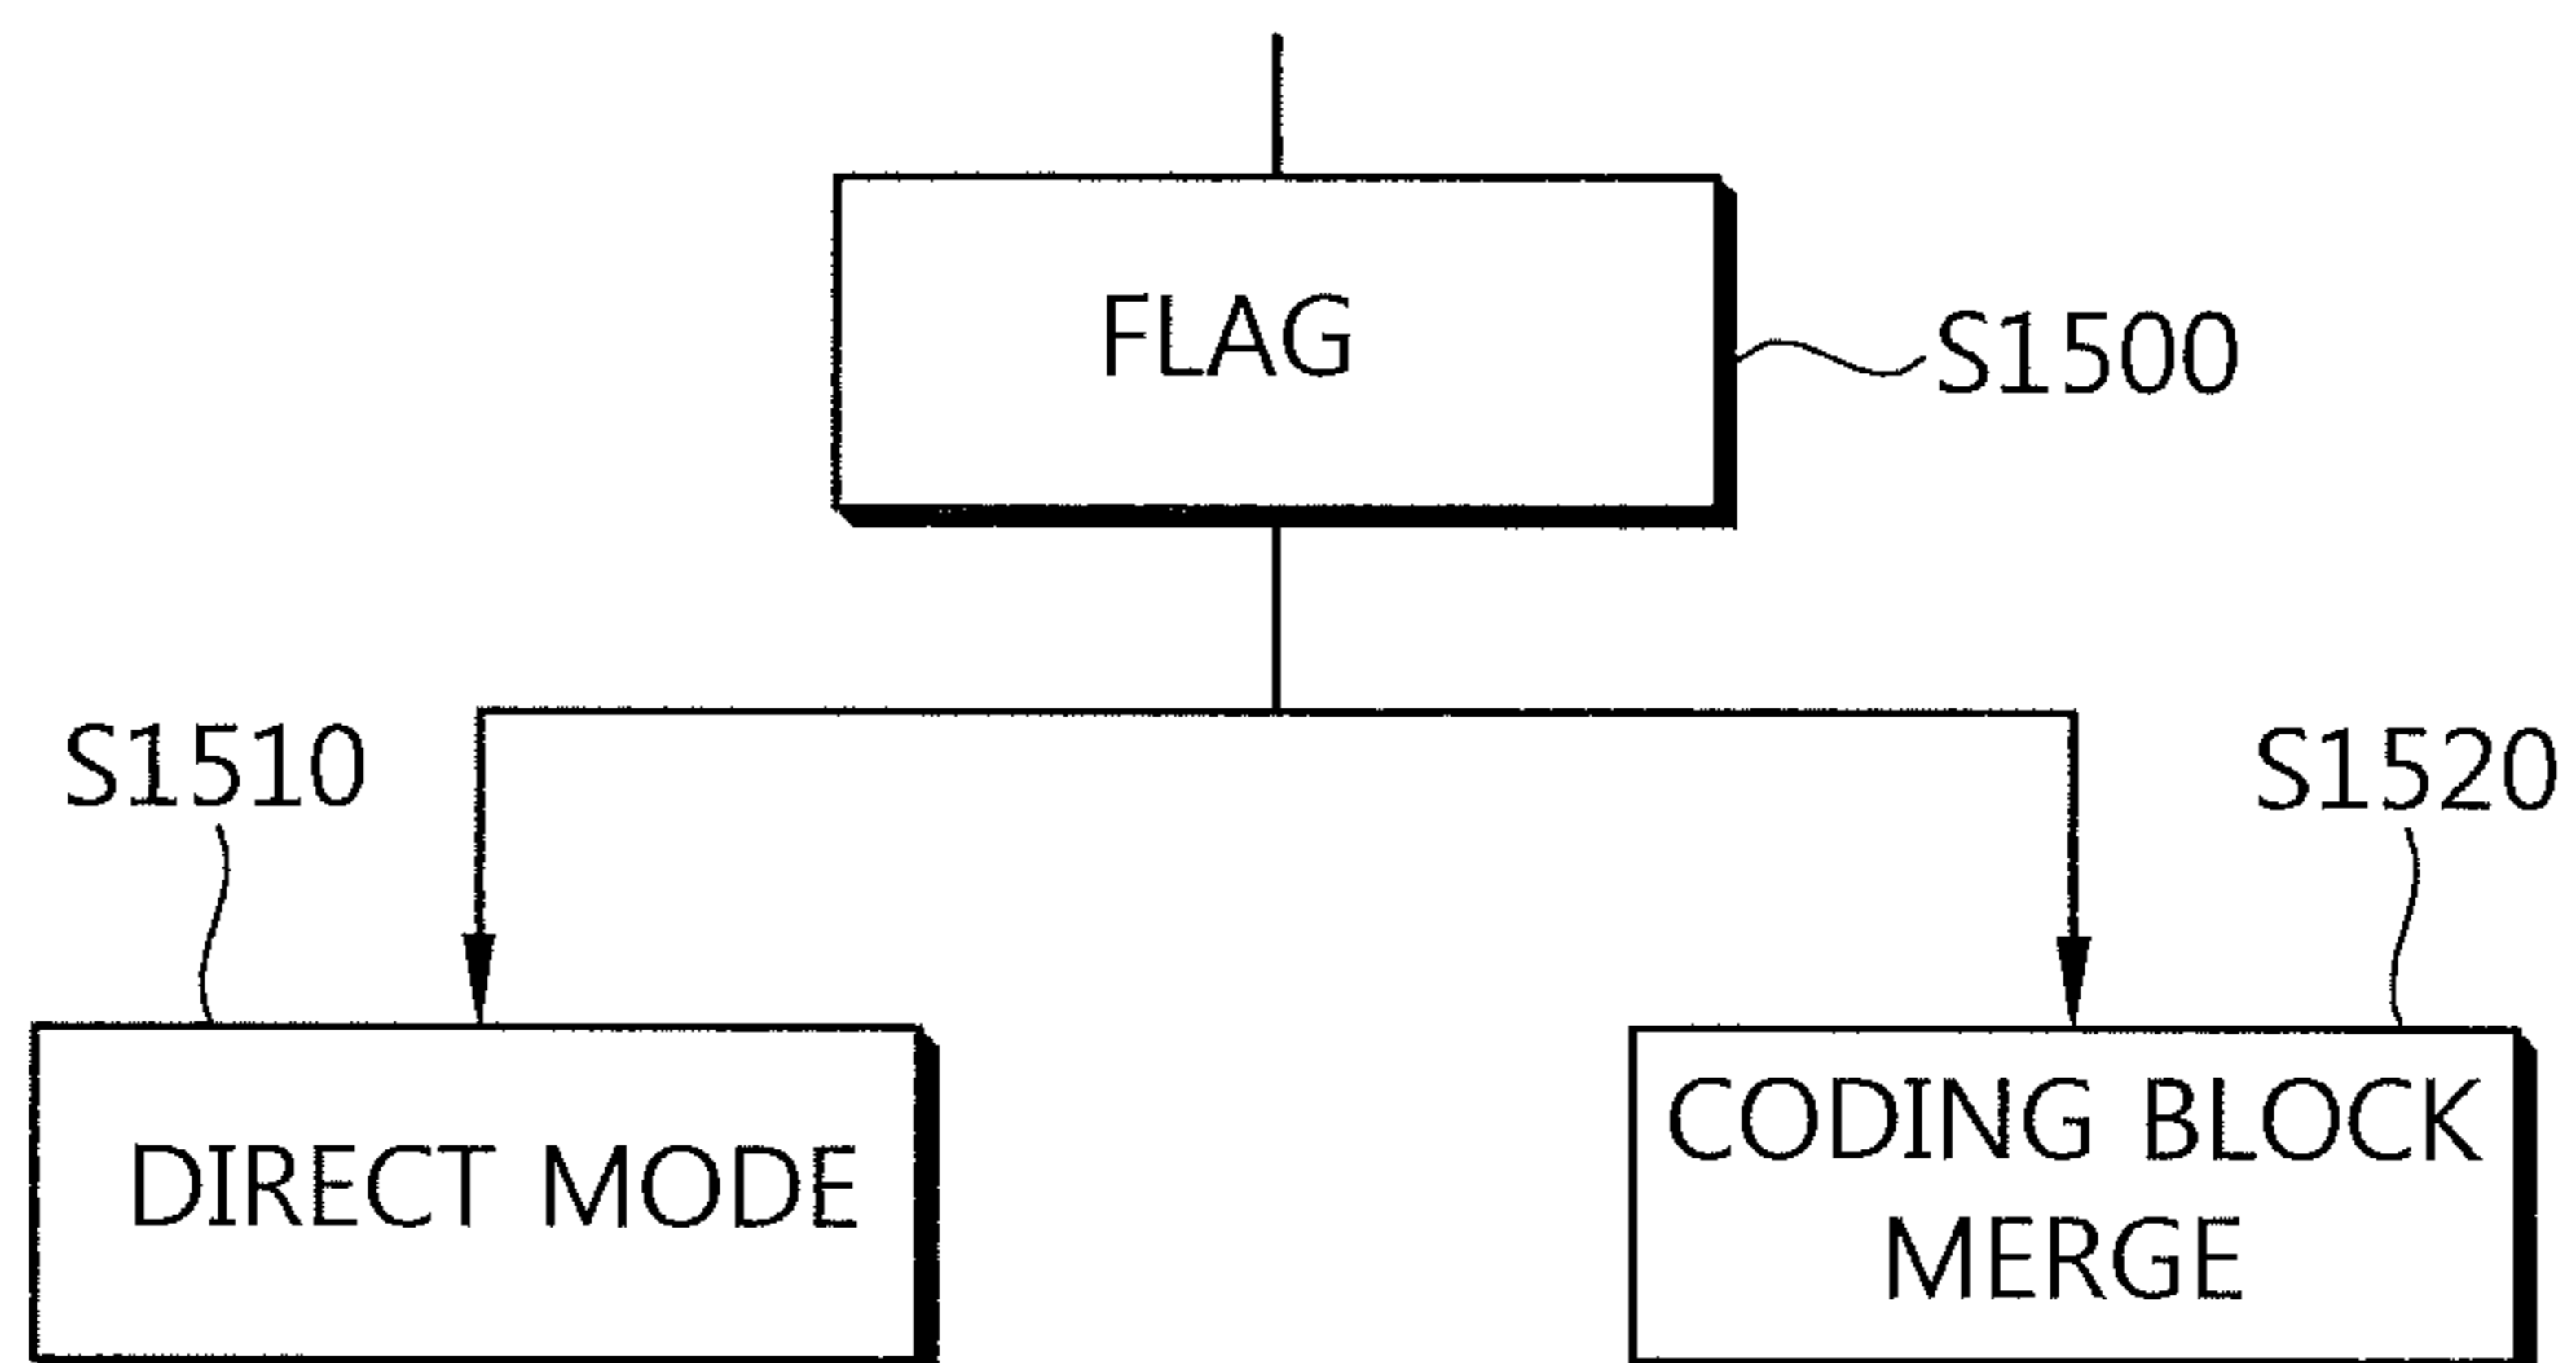 FLAG
S1500
S1510
S1520
DIRECT MODE
CODING BLOCK
MERGE